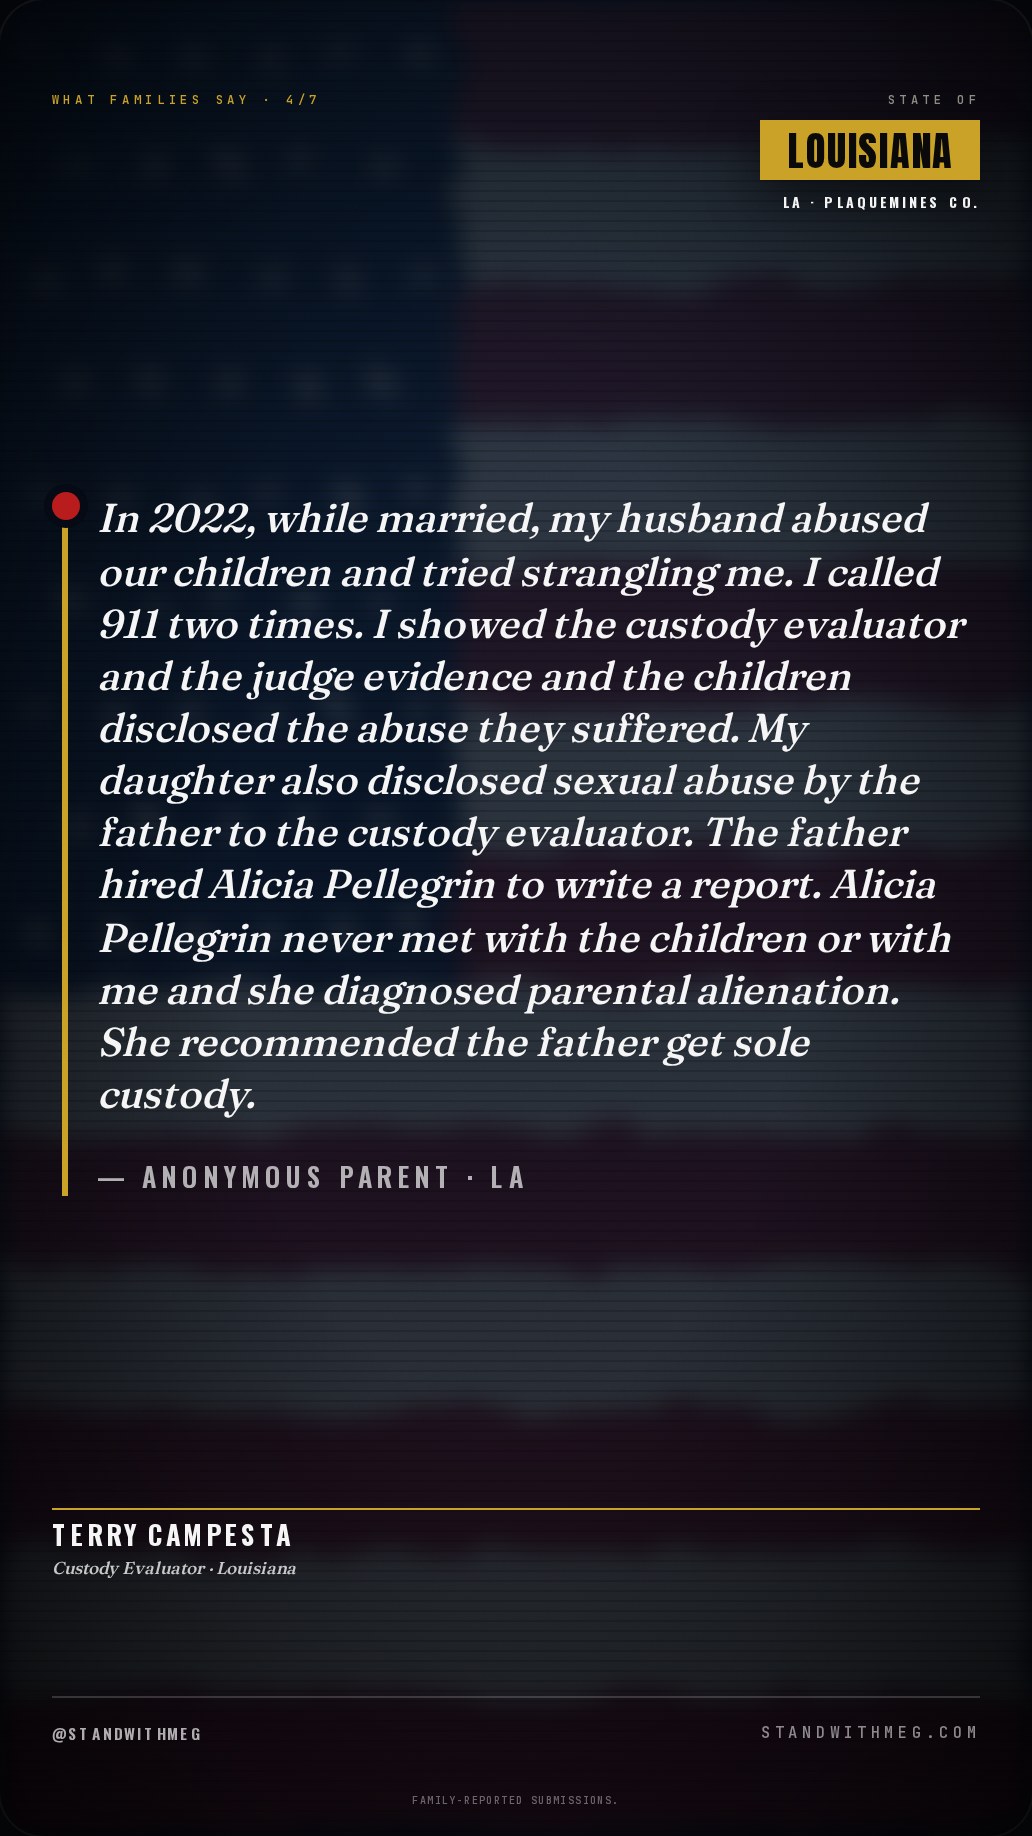 WHAT FAMILIES SAY · 4/7
STATE OF
LOUISIANA
LA · PLAQUEMINES CO.
In 2022, while married, my husband abused
our children and tried strangling me. I called
911 two times. I showed the custody evaluator
and the judge evidence and the children
disclosed the abuse they suffered. My
daughter also disclosed sexual abuse by the
father to the custody evaluator. The father
hired Alicia Pellegrin to write a report. Alicia
Pellegrin never met with the children or with
me and she diagnosed parental alienation.
She recommended the father get sole
custody.
— ANONYMOUS PARENT · LA
TERRY CAMPESTA
Custody Evaluator · Louisiana
@STANDWITHMEG
STANDWITHMEG.COM
FAMILY-REPORTED SUBMISSIONS.